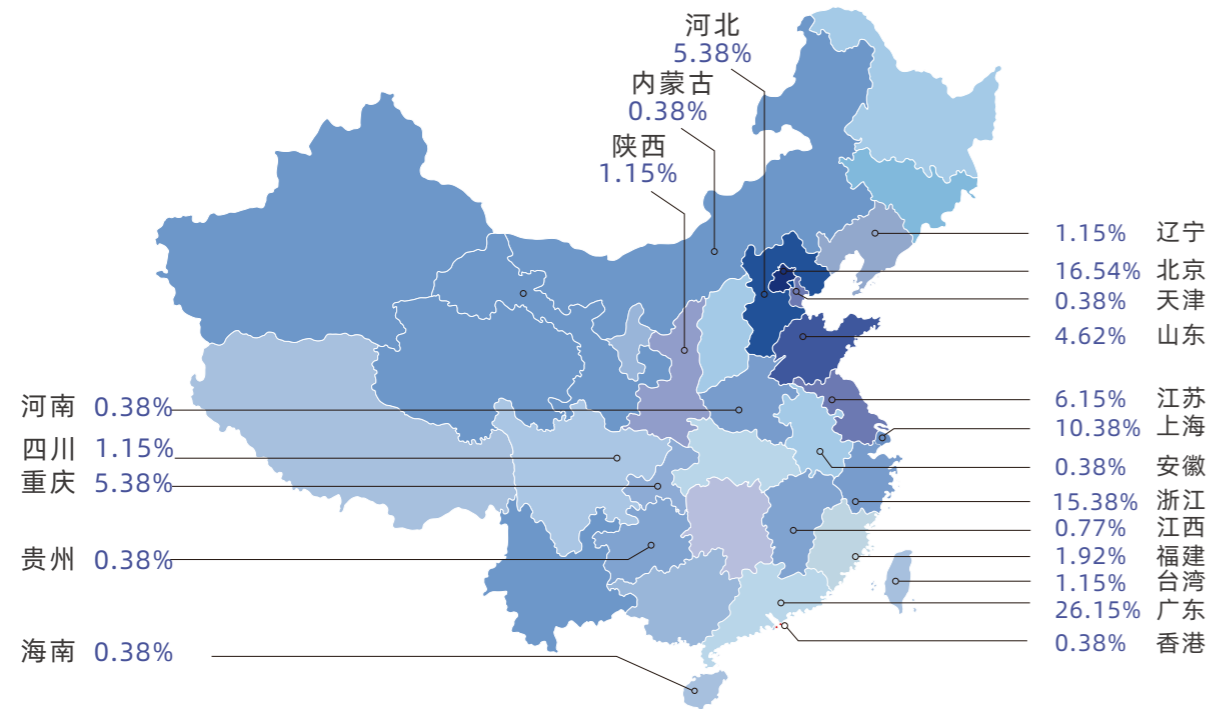 河北
5.38%
内蒙古
0.38%
陕西
1.15%
1.15% 辽宁
16.54% 北京
0.38% 天津
4.62% 山东
河南 0.38%
6.15% 江苏
10.38% 上海
四川 1.15%
0.38% 安徽
重庆 5.38%
15.38% 浙江
0.77% 江西
贵州 0.38%
1.92% 福建
1.15% 台湾
26.15% 广东
0.38% 香港
海南 0.38%